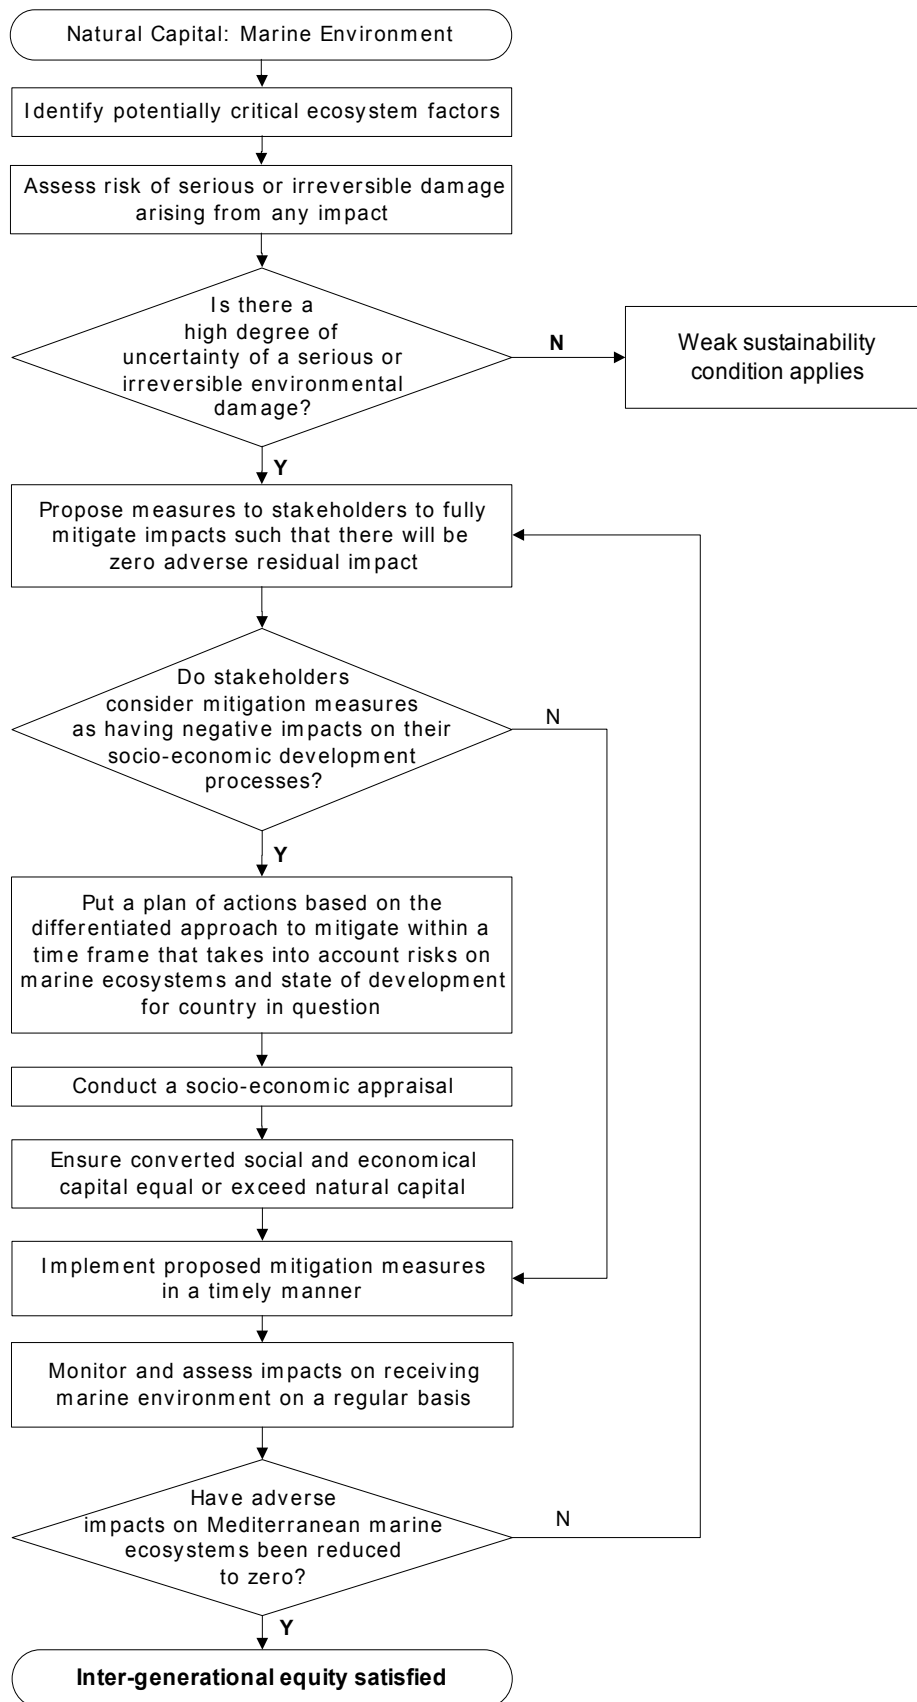 Natural Capital: Marine Environment
Identify potentially critical ecosystem factors
Assess risk of serious or irreversible damage
arising from any impact
Is there a
high degree of
uncertainty of a serious or
irreversible environmental
damage?
N
Weak sustainability
condition applies
Y
Propose measures to stakeholders to fully
mitigate impacts such that there will be
zero adverse residual impact
Do stakeholders
consider mitigation measures
as having negative impacts on their
socio-economic development
processes?
N
Y
Put a plan of actions based on the
differentiated approach to mitigate within a
time frame that takes into account risks on
marine ecosystems and state of development
for country in question
Conduct a socio-economic appraisal
Ensure converted social and economical
capital equal or exceed natural capital
Implement proposed mitigation measures
in a timely manner
Monitor and assess impacts on receiving
marine environment on a regular basis
Have adverse
impacts on Mediterranean marine
ecosystems been reduced
to zero?
N
Y
Inter-generational equity satisfied